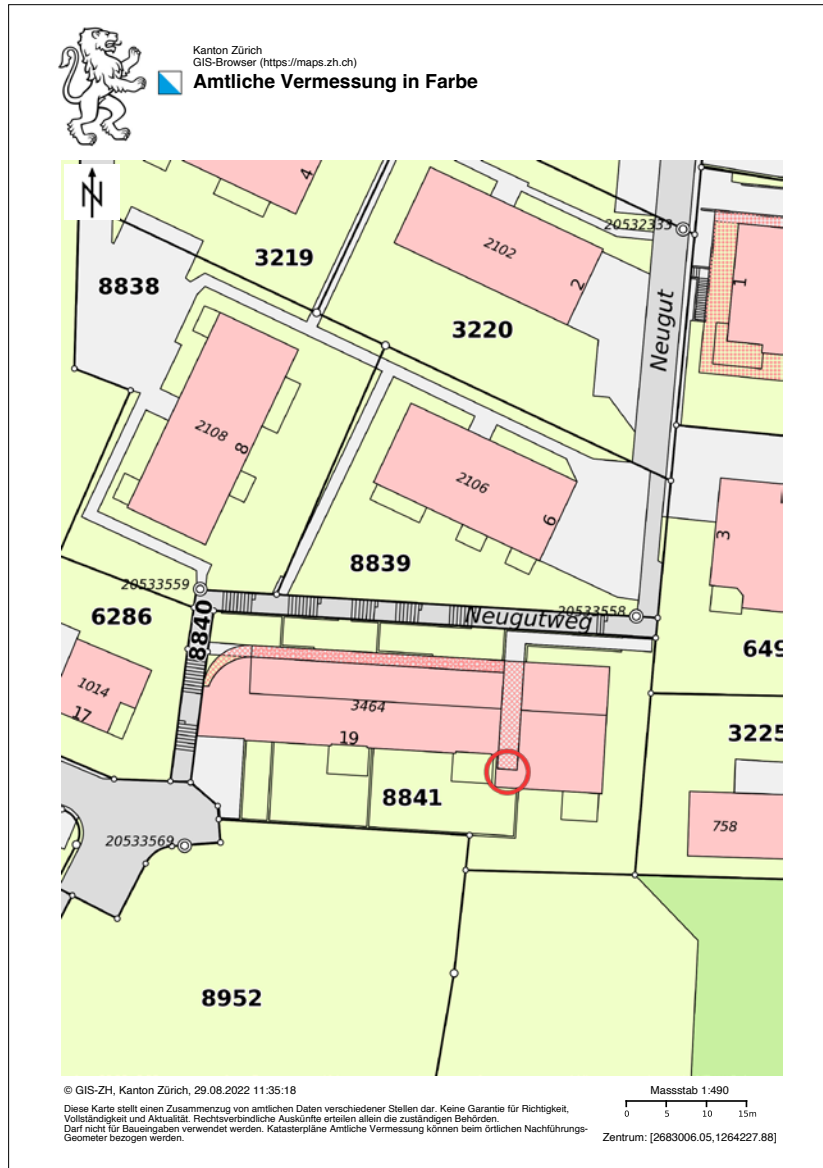 Kanton Zürich
GIS-Browser (https://maps.zh.ch)
Amtliche Vermessung in Farbe
N
4
20532333
2102
3219
8838
2
1
3220
Neugut
2108
8
2106
6
3
8839
20533559
20533558
6286
8840
Neugutweg
649
1014
3464
17
19
3225
8841
758
20533569
8952
© GIS-ZH, Kanton Zürich, 29.08.2022 11:35:18
Diese Karte stellt einen Zusammenzug von amtlichen Daten verschiedener Stellen dar. Keine Garantie für Richtigkeit,
Vollständigkeit und Aktualität. Rechtsverbindliche Auskünfte erteilen allein die zuständigen Behörden.
Darf nicht für Baueingaben verwendet werden. Katasterpläne Amtliche Vermessung können beim örtlichen Nachführungs-
Geometer bezogen werden.
Massstab 1:490
0 5 10 15m
Zentrum: [2683006.05,1264227.88]